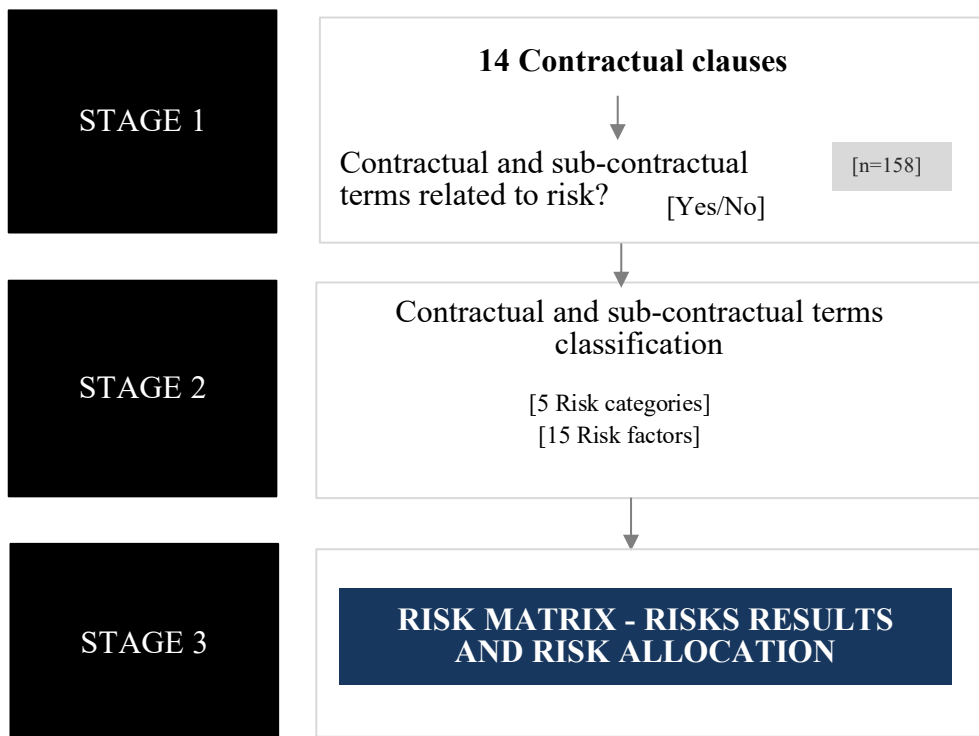 STAGE 1
14 Contractual clauses
Contractual and sub-contractual
terms related to risk?
[Yes/No]
[n=158]
STAGE 2
Contractual and sub-contractual terms
classification
[5 Risk categories]
[15 Risk factors]
STAGE 3
RISK MATRIX - RISKS RESULTS
AND RISK ALLOCATION